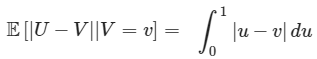 𝔼[|U − V||V = v] = ∫₀¹ |u − v| du